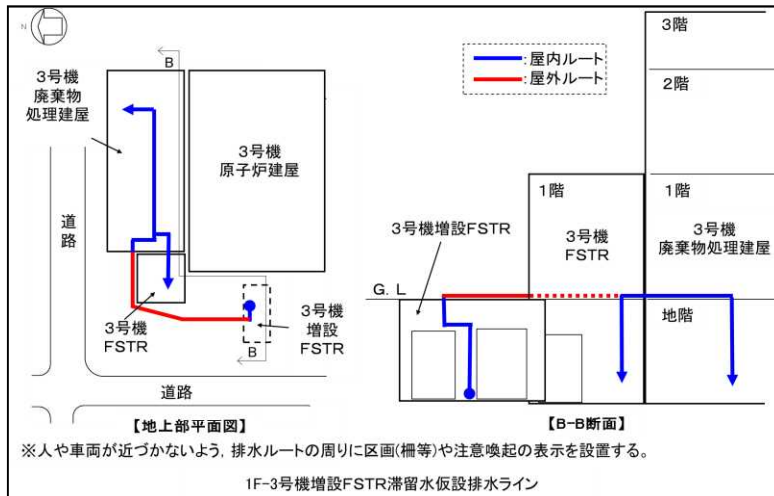 N
B
3号機
廃棄物
処理建屋
3号機
原子炉建屋
道
路
3号機
FSTR
3号機
増設
FSTR
B
道路
【地上部平面図】
:屋内ルート
:屋外ルート
3階
2階
1階
1階
3号機増設FSTR
3号機
FSTR
3号機
廃棄物処理建屋
G.L
地階
【B-B断面】
※人や車両が近づかないよう,排水ルートの周りに区画(柵等)や注意喚起の表示を設置する。
1F-3号機増設FSTR滞留水仮設排水ライン